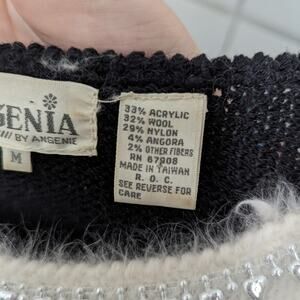 GENIA
BY ANGENIE
M
33% ACRYLIC
32% WOOL
29% NYLON
4% ANGORA
2% OTHER FIBERS
RN 67908
MADE IN TAIWAN
R. O. C.
SEE REVERSE FOR
CARE